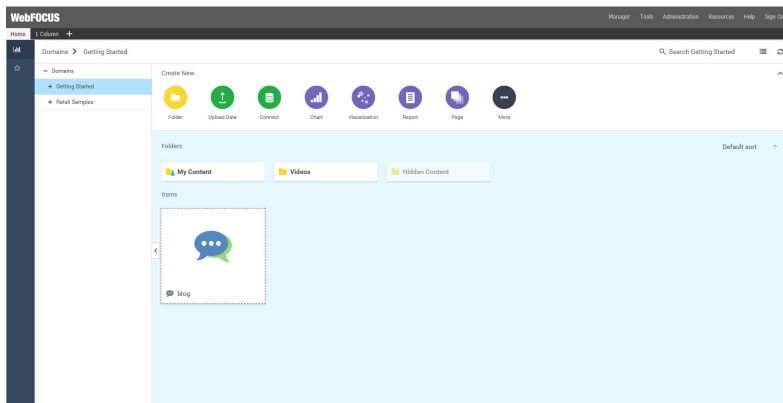 WebFOCUS
Manager Tools Administration Resources Help Sign Ou
Home 1 Column +
Domains > Getting Started
Search Getting Started
Domains
Getting Started
Retail Samples
Create New
Folder Upload Data Connect Chart Visualization Report Page More
Folders
Default sort
My Content Videos Hidden Content
Items
blog